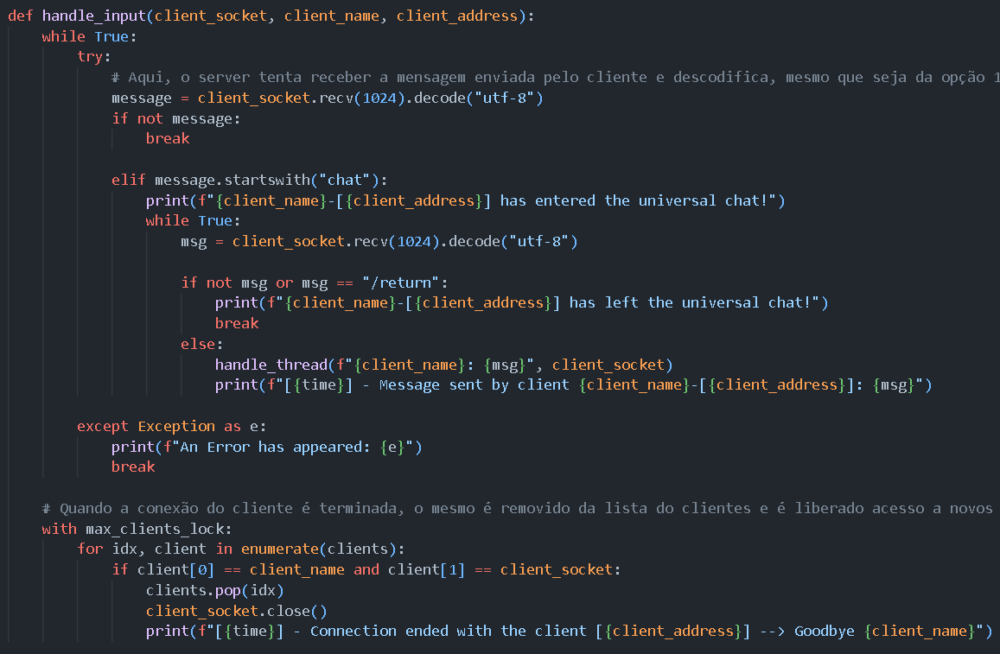 def handle_input(client_socket, client_name, client_address):
    while True:
        try:
            # Aqui, o server tenta receber a mensagem enviada pelo cliente e descodifica, mesmo que seja da opção 1
            message = client_socket.recv(1024).decode("utf-8")
            if not message:
                break

            elif message.startswith("chat"):
                print(f"{client_name}-[{client_address}] has entered the universal chat!")
                while True:
                    msg = client_socket.recv(1024).decode("utf-8")

                    if not msg or msg == "/return":
                        print(f"{client_name}-[{client_address}] has left the universal chat!")
                        break
                    else:
                        handle_thread(f"{client_name}: {msg}", client_socket)
                        print(f"[{time}] - Message sent by client {client_name}-[{client_address}]: {msg}")

        except Exception as e:
            print(f"An Error has appeared: {e}")
            break

    # Quando a conexão do cliente é terminada, o mesmo é removido da lista do clientes e é liberado acesso a novos
    with max_clients_lock:
        for idx, client in enumerate(clients):
            if client[0] == client_name and client[1] == client_socket:
                clients.pop(idx)
                client_socket.close()
                print(f"[{time}] - Connection ended with the client [{client_address}] --> Goodbye {client_name}")